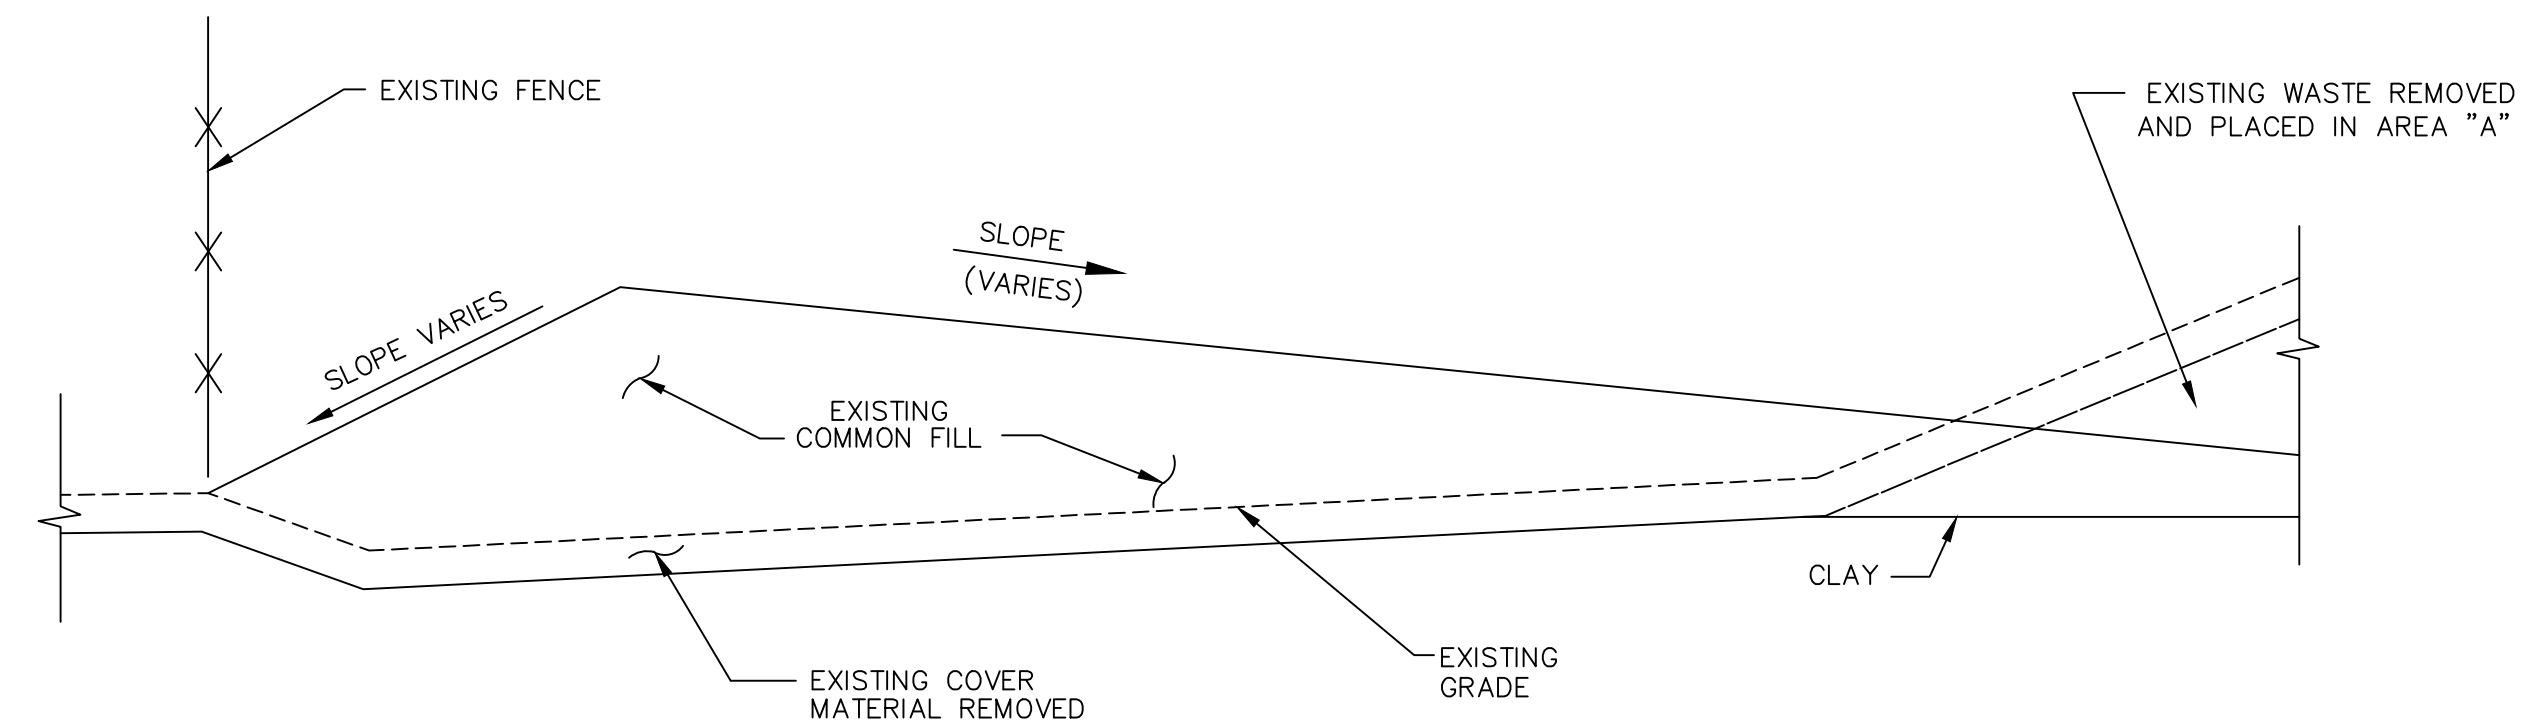 EXISTING FENCE
EXISTING WASTE REMOVED
AND PLACED IN AREA "A"
SLOPE
(VARIES)
SLOPE VARIES
EXISTING
COMMON FILL
CLAY
EXISTING
GRADE
EXISTING COVER
MATERIAL REMOVED